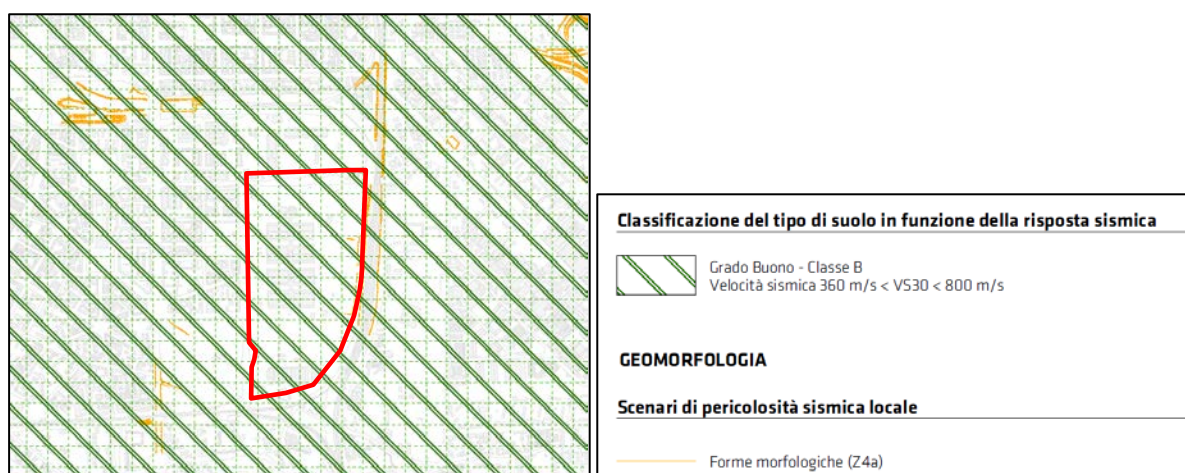 Classificazione del tipo di suolo in funzione della risposta sismica
Grado Buono - Classe B
Velocità sismica 360 m/s < VS30 < 800 m/s
GEOMORFOLOGIA
Scenari di pericolosità sismica locale
Forme morfologiche (Z4a)